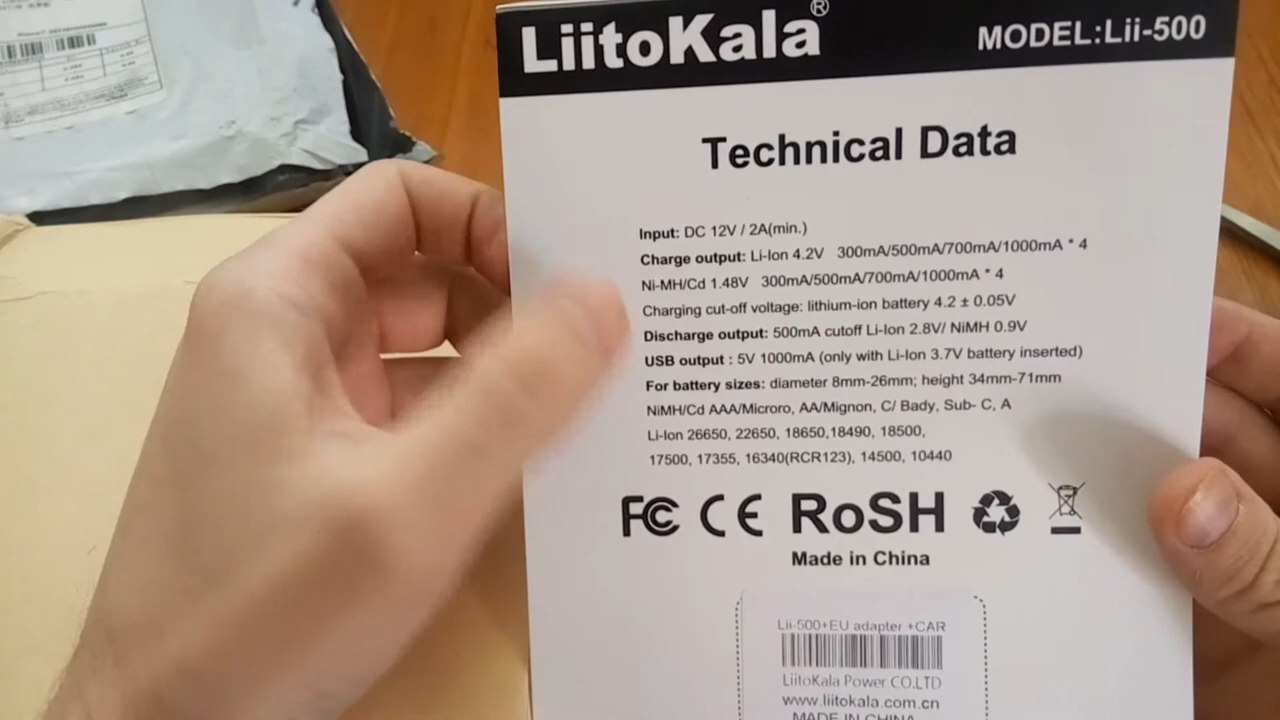 LiitoKala®
MODEL:Lii-500
Technical Data
Input: DC 12V / 2A(min.)
Charge output: Li-Ion 4.2V 300mA/500mA/700mA/1000mA * 4
Ni-MH/Cd 1.48V 300mA/500mA/700mA/1000mA * 4
Charging cut-off voltage: lithium-ion battery 4.2 ± 0.05V
Discharge output: 500mA cutoff Li-Ion 2.8V/ NiMH 0.9V
USB output : 5V 1000mA (only with Li-Ion 3.7V battery inserted)
For battery sizes: diameter 8mm-26mm; height 34mm-71mm
NiMH/Cd AAA/Microro, AA/Mignon, C/ Bady, Sub- C, A
Li-Ion 26650, 22650, 18650,18490, 18500,
17500, 17355, 16340(RCR123), 14500, 10440
FC CE RoSH
Made in China
Lii-500+EU adapter +CAR
LiitoKala Power CO.LTD
www.liitokala.com.cn
MADE IN CHINA